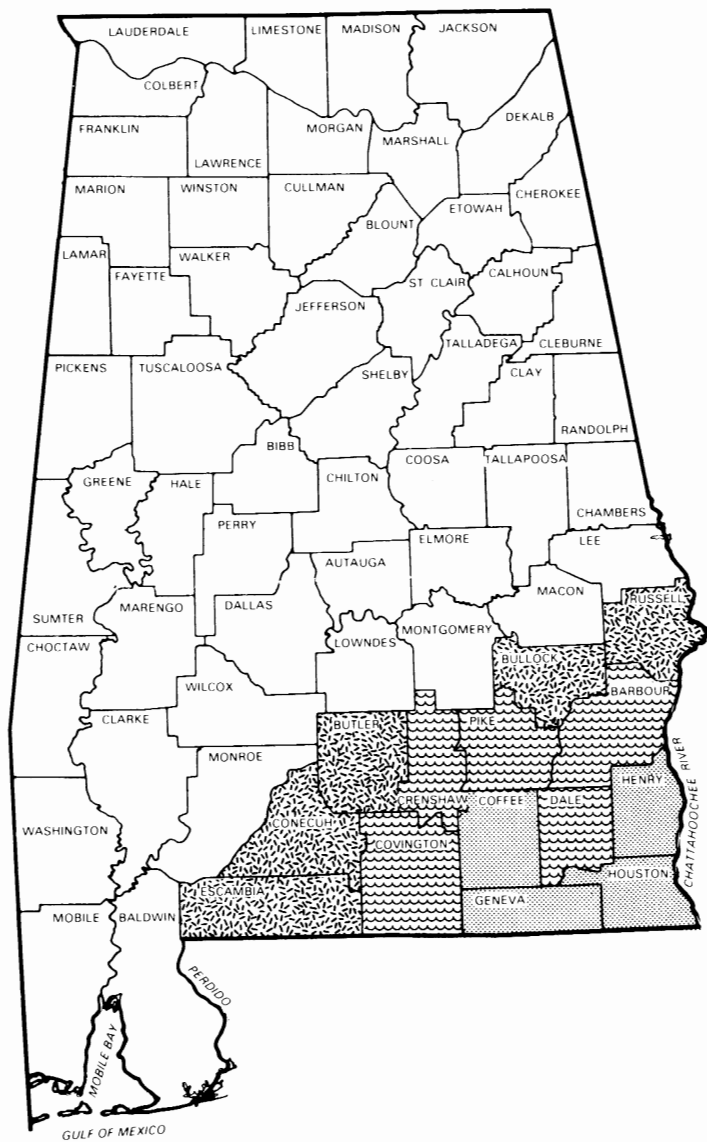 LAUDERDALE
LIMESTONE
MADISON
JACKSON
COLBERT
FRANKLIN
LAWRENCE
MORGAN
MARSHALL
DEKALB
MARION
WINSTON
CULLMAN
BLOUNT
ETOWAH
CHEROKEE
LAMAR
FAYETTE
WALKER
JEFFERSON
ST CLAIR
CALHOUN
PICKENS
TUSCALOOSA
SHELBY
TALLADEGA
CLEBURNE
CLAY
RANDOLPH
GREENE
HALE
BIBB
CHILTON
COOSA
TALLAPOOSA
CHAMBERS
PERRY
AUTAUGA
ELMORE
LEE
SUMTER
MARENGO
DALLAS
LOWNDES
MONTGOMERY
MACON
RUSSELL
CHOCTAW
WILCOX
BULLOCK
BARBOUR
CLARKE
MONROE
BUTLER
PIKE
CRENSHAW
COFFEE
DALE
HENRY
CHATTAHOOCHEE RIVER
WASHINGTON
CONECUH
COVINGTON
HOUSTON
ESCAMBIA
GENEVA
MOBILE
BALDWIN
PERDIDO
MOBILE BAY
GULF OF MEXICO